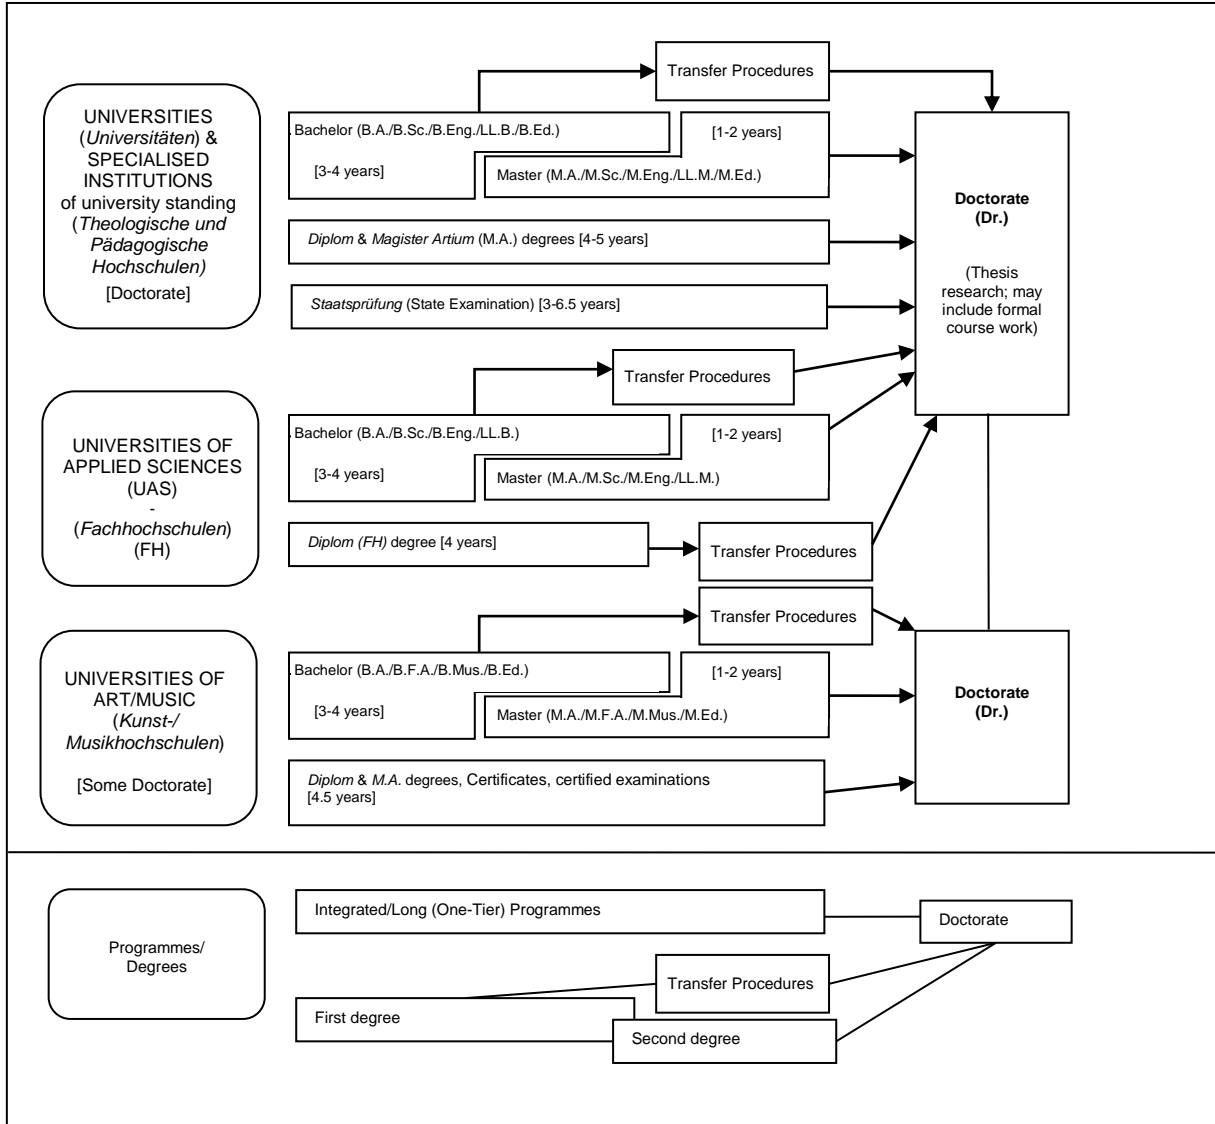 Transfer Procedures
UNIVERSITIES
(Universitäten) &
SPECIALISED
INSTITUTIONS
of university standing
(Theologische und
Pädagogische
Hochschulen)
[Doctorate]
. Bachelor (B.A./B.Sc./B.Eng./LL.B./B.Ed.)
[1-2 years]
[3-4 years]
Master (M.A./M.Sc./M.Eng./LL.M./M.Ed.)
Diplom & Magister Artium (M.A.) degrees [4-5 years]
Staatsprüfung (State Examination) [3-6.5 years]
Doctorate
(Dr.)
(Thesis
research; may
include formal
course work)
Transfer Procedures
UNIVERSITIES OF
APPLIED SCIENCES
(UAS)
-
(Fachhochschulen)
(FH)
. Bachelor (B.A./B.Sc./B.Eng./LL.B.)
[1-2 years]
[3-4 years]
Master (M.A./M.Sc./M.Eng./LL.M.)
Diplom (FH) degree [4 years]
Transfer Procedures
Transfer Procedures
UNIVERSITIES OF
ART/MUSIC
(Kunst-/
Musikhochschulen)
[Some Doctorate]
. Bachelor (B.A./B.F.A./B.Mus./B.Ed.)
[1-2 years]
[3-4 years]
Master (M.A./M.F.A./M.Mus./M.Ed.)
Diplom & M.A. degrees, Certificates, certified examinations
[4.5 years]
Doctorate
(Dr.)
Programmes/
Degrees
Integrated/Long (One-Tier) Programmes
Doctorate
Transfer Procedures
First degree
Second degree